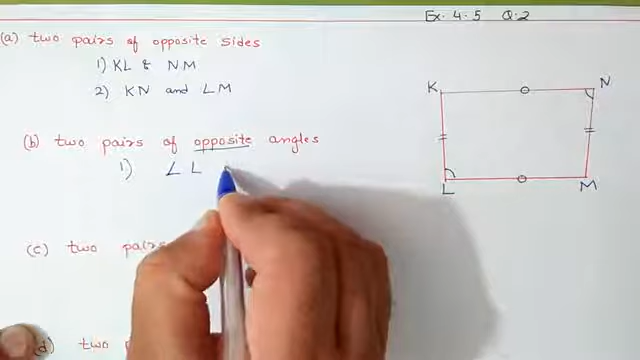 Ex. 4.5 Q.2
(a) two pairs of opposite sides
1) KL & NM
2) KN and LM
K N
L M
(b) two pairs of opposite angles
1) ∠L
(c) two pairs
(d) two